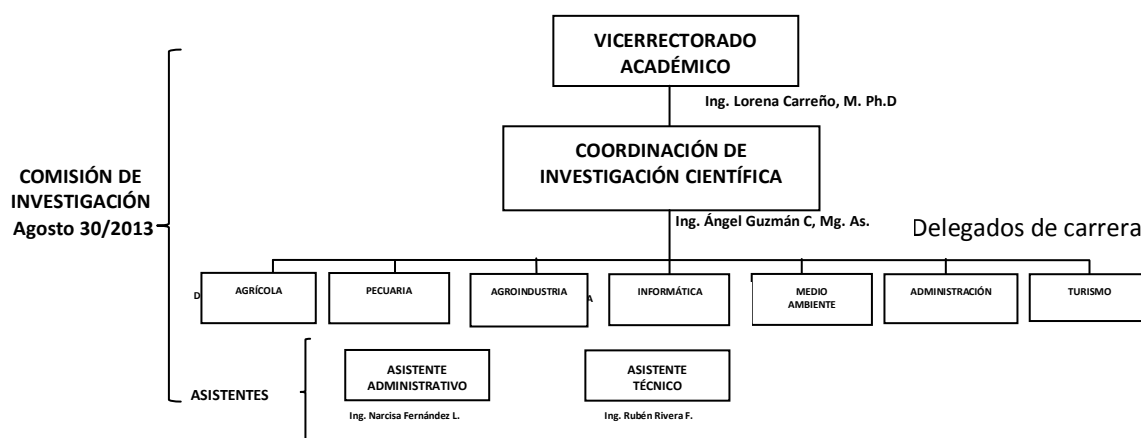 VICERRECTORADO
ACADÉMICO
Ing. Lorena Carreño, M. Ph.D
COORDINACIÓN DE
INVESTIGACIÓN CIENTÍFICA
COMISIÓN DE
INVESTIGACIÓN
Agosto 30/2013
Ing. Ángel Guzmán C, Mg. As.
Delegados de carrera
D
AGRÍCOLA
PECUARIA
AGROINDUSTRIA
A
INFORMÁTICA
MEDIO
AMBIENTE
ADMINISTRACIÓN
TURISMO
ASISTENTES
ASISTENTE
ADMINISTRATIVO
Ing. Narcisa Fernández L.
ASISTENTE
TÉCNICO
Ing. Rubén Rivera F.